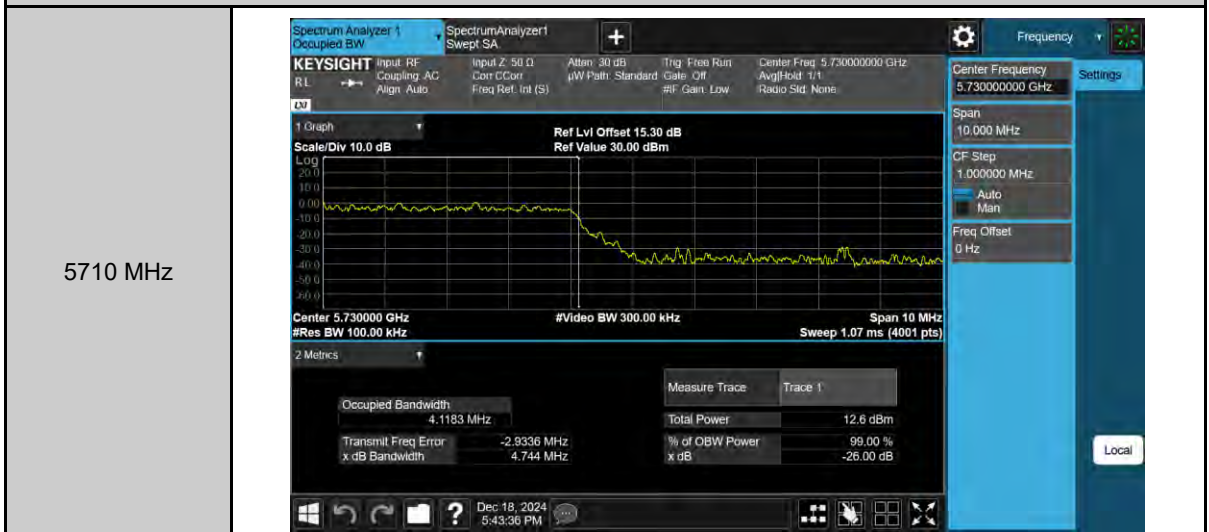 5710 MHz
Spectrum Analyzer 1
Occupied BW
SpectrumAnalyzer1
Swept SA
Frequency
KEYSIGHT
RL
LXI
Input: RF
Coupling: AC
Align: Auto
Input Z: 50 Ω
Corr CCorr
Freq Ref: Int (S)
Atten: 30 dB
µW Path: Standard
Trig: Free Run
Gate: Off
#IF Gain: Low
Center Freq: 5.730000000 GHz
Avg|Hold: 1/1
Radio Std: None
Center Frequency
5.730000000 GHz
Settings
Span
10.000 MHz
CF Step
1.000000 MHz
Auto
Man
Freq Offset
0 Hz
Local
1 Graph
Scale/Div 10.0 dB
Ref Lvl Offset 15.30 dB
Ref Value 30.00 dBm
Log
20.0
10.0
0.00
-10.0
-20.0
-30.0
-40.0
-50.0
-60.0
Center 5.730000 GHz
#Video BW 300.00 kHz
Span 10 MHz
#Res BW 100.00 kHz
Sweep 1.07 ms (4001 pts)
2 Metrics
Measure Trace
Trace 1
Occupied Bandwidth
4.1183 MHz
Total Power
12.6 dBm
Transmit Freq Error
-2.9336 MHz
% of OBW Power
99.00 %
x dB Bandwidth
4.744 MHz
x dB
-26.00 dB
?
Dec 18, 2024
5:43:36 PM